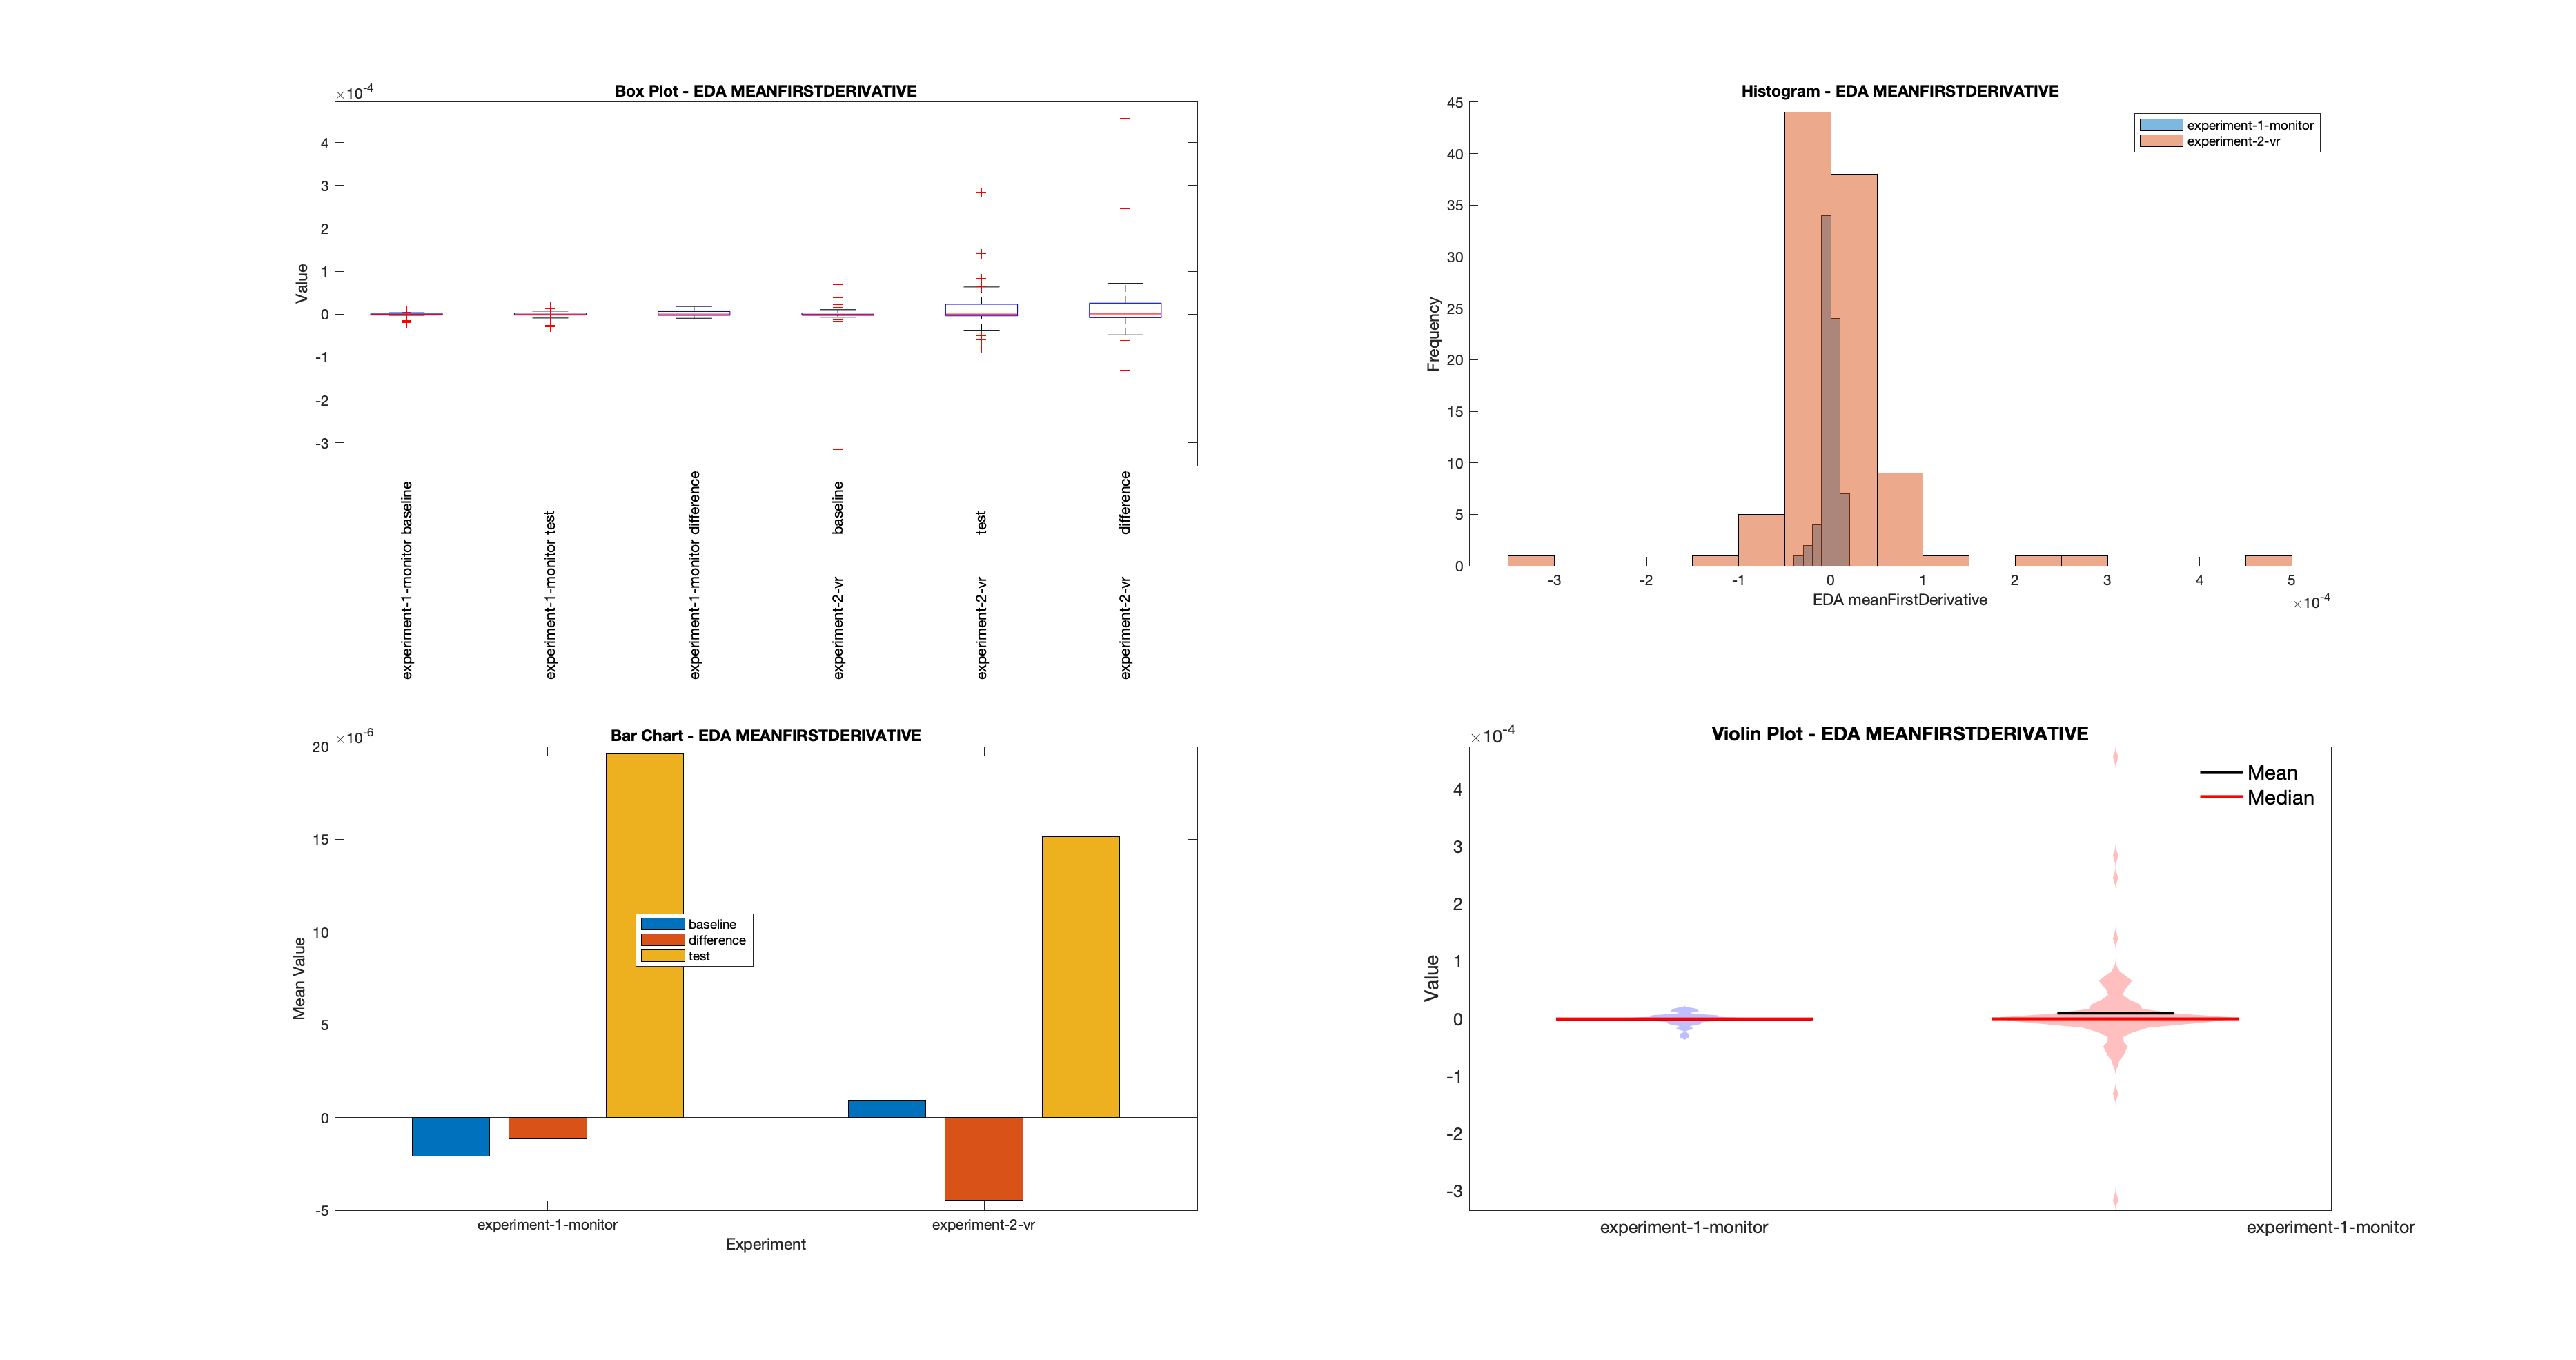 Box Plot - EDA MEANFIRSTDERIVATIVE
×10-4
4
3
2
1
0
-1
-2
-3
Value
experiment-1-monitor baseline
experiment-1-monitor test
experiment-1-monitor difference
experiment-2-vr baseline
experiment-2-vr test
experiment-2-vr difference
Histogram - EDA MEANFIRSTDERIVATIVE
45
40
35
30
25
20
15
10
5
0
Frequency
experiment-1-monitor
experiment-2-vr
-3 -2 -1 0 1 2 3 4 5
EDA meanFirstDerivative
×10-4
Bar Chart - EDA MEANFIRSTDERIVATIVE
×10-6
20
15
10
5
0
-5
Mean Value
baseline
difference
test
experiment-1-monitor experiment-2-vr
Experiment
Violin Plot - EDA MEANFIRSTDERIVATIVE
×10-4
4
3
2
1
0
-1
-2
-3
Value
Mean
Median
experiment-1-monitor experiment-1-monitor